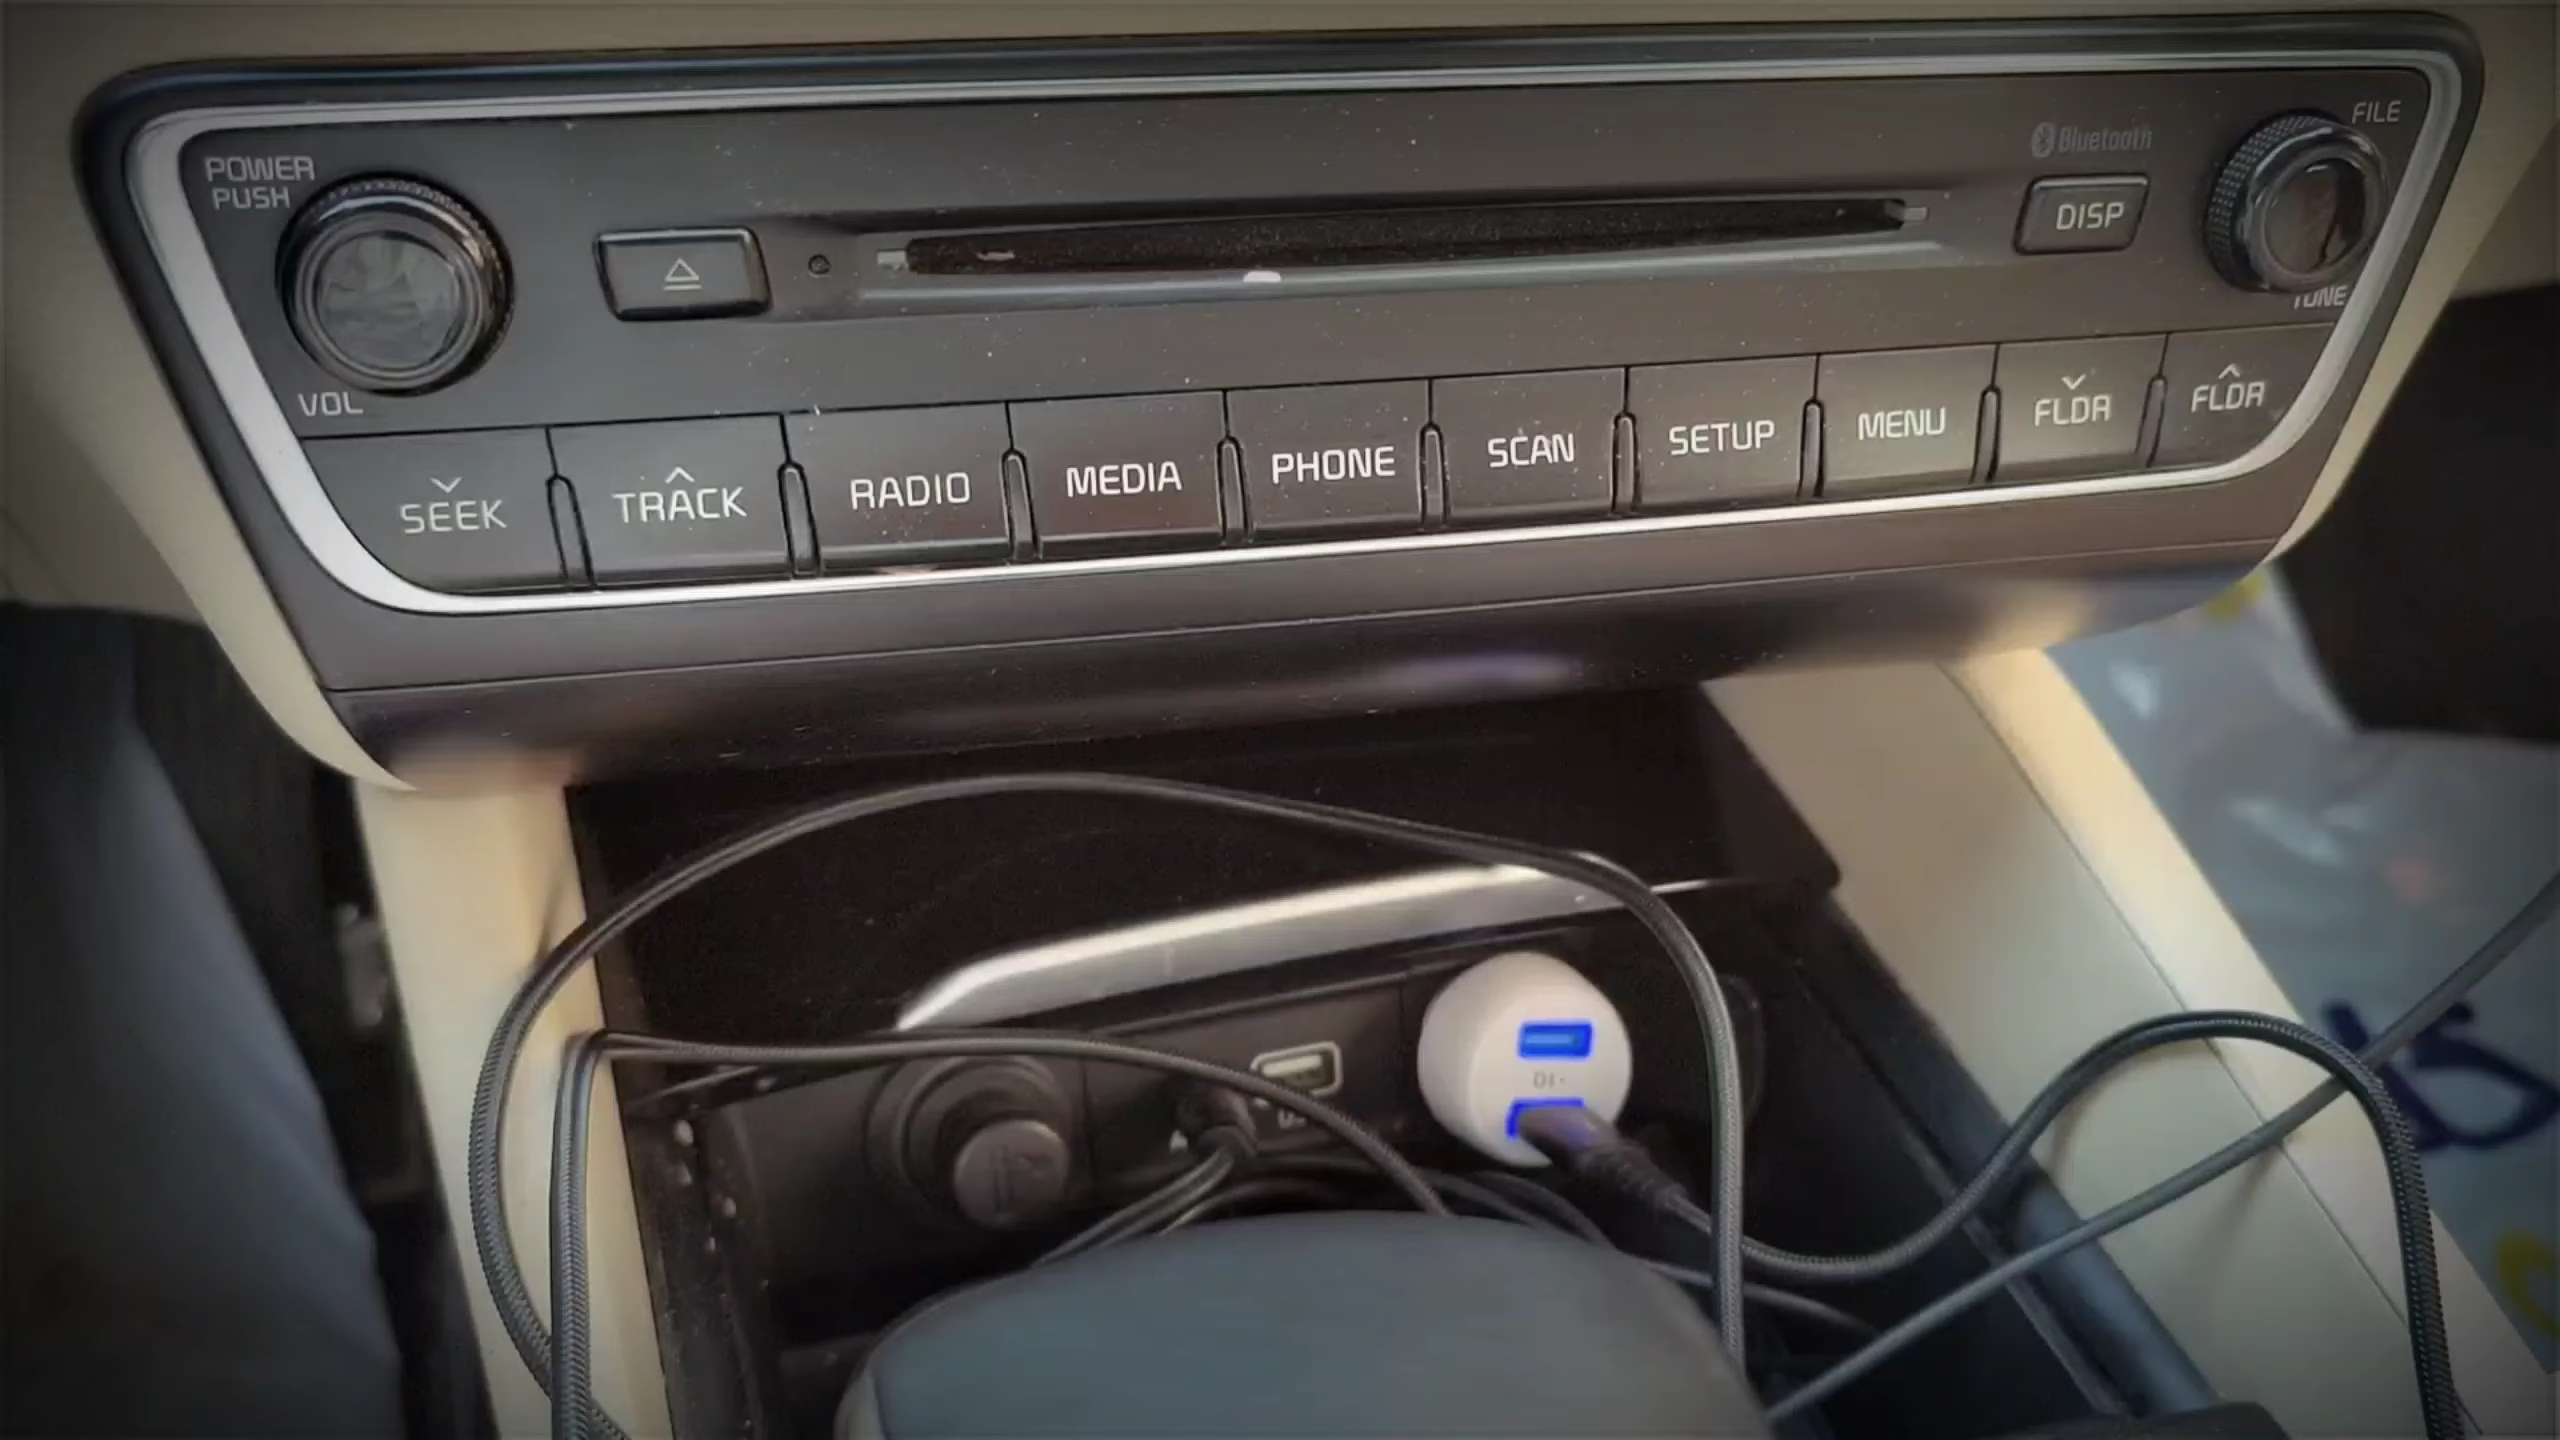 POWER
PUSH
VOL
Bluetooth
DISP
FILE
TUNE
SEEK
TRACK
RADIO
MEDIA
PHONE
SCAN
SETUP
MENU
FLDR
FLDR